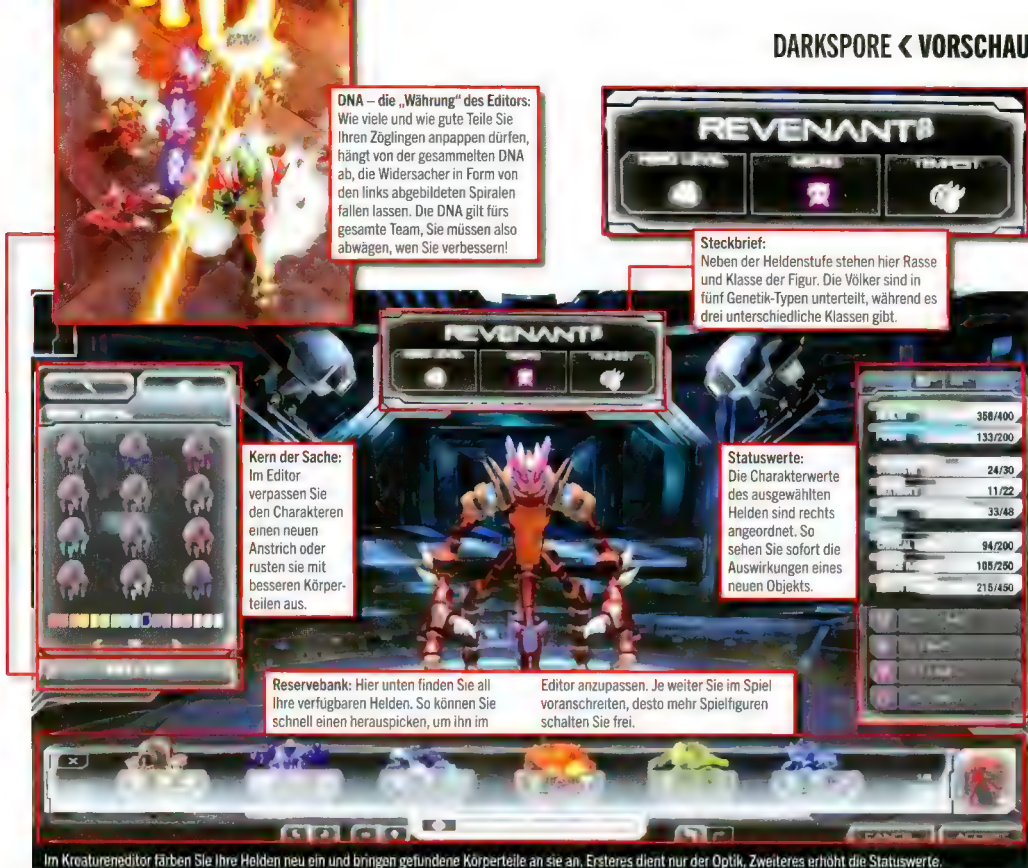 DARKSPORE < VORSCHAU
DNA – die „Währung" des Editors:
Wie viele und wie gute Teile Sie
Ihren Zöglingen anpappen dürfen,
hängt von der gesammelten DNA
ab, die Widersacher in Form von
den links abgebildeten Spiralen
fallen lassen. Die DNA gilt fürs
gesamte Team, Sie müssen also
abwägen, wen Sie verbessern!
REVENANT
TEMPEST
Steckbrief:
Neben der Heldenstufe stehen hier Rasse
und Klasse der Figur. Die Völker sind in
fünf Genetik-Typen unterteilt, während es
drei unterschiedliche Klassen gibt.
REVENANT
Kern der Sache:
Im Editor
verpassen Sie
den Charakteren
einen neuen
Anstrich oder
rusten sie mit
besseren Körper-
teilen aus.
Statuswerte:
Die Charakterwerte
des ausgewählten
Helden sind rechts
angeordnet. So
sehen Sie sofort die
Auswirkungen eines
neuen Objekts.
133/200
24/30
11/22
33/48
94/200
215/450
Reservebank: Hier unten finden Sie all
Ihre verfügbaren Helden. So können Sie
schnell einen herauspicken, um ihn im
Editor anzupassen. Je weiter Sie im Spiel
voranschreiten, desto mehr Spielfiguren
schalten Sie frei.
CANCEL
ACCEPT
Im Kreatureneditor färben Sie Ihre Helden neu ein und bringen gefundene Körperteile an sie an. Ersteres dient nur der Optik, Zweiteres erhöht die Statuswerte.